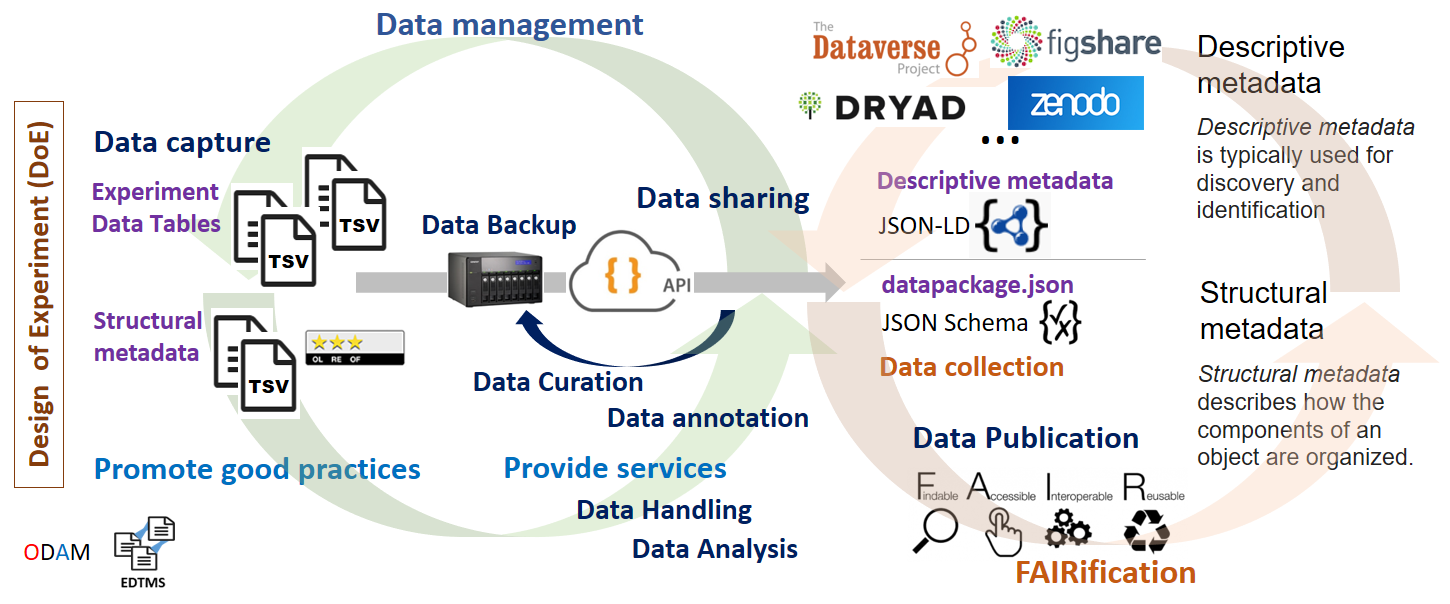 Data management
Design of Experiment (DoE)
Data capture
Experiment
Data Tables
TSV
TSV
Structural
metadata
TSV
OL RE OF
Promote good practices
ODAM
EDTMS
Data Backup
Data sharing
{ }
API
Data Curation
Data annotation
Provide services
Data Handling
Data Analysis
The
Dataverse
Project
figshare
DRYAD
zenodo
...
Descriptive metadata
JSON-LD
datapackage.json
JSON Schema
Data collection
Data Publication
Findable Accessible Interoperable Reusable
FAIRification
Descriptive
metadata
Descriptive metadata
is typically used for
discovery and
identification
Structural
metadata
Structural metadata
describes how the
components of an
object are organized.